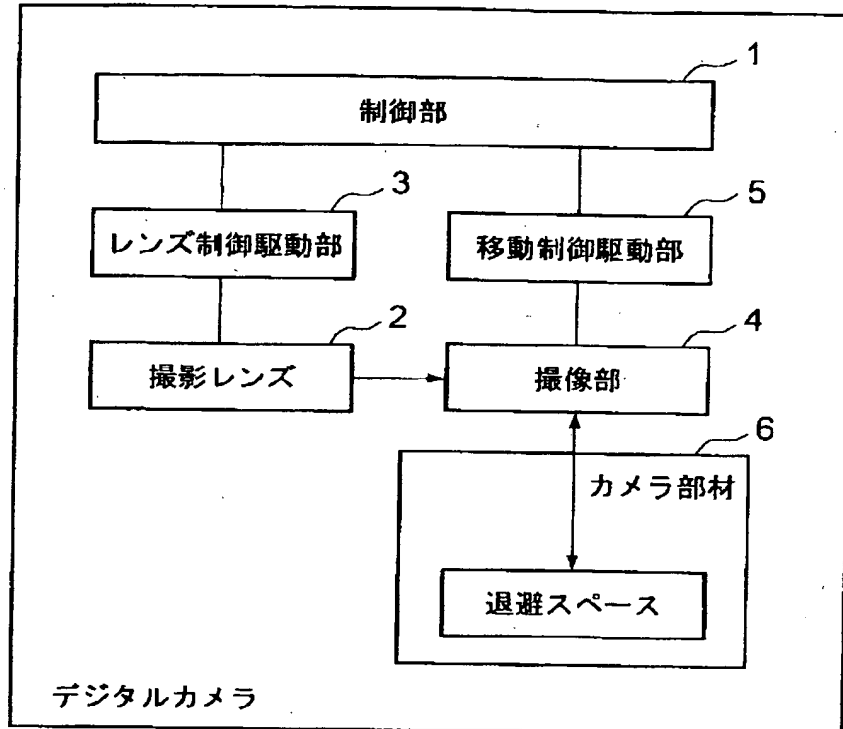 1
制御部
3
レンズ制御駆動部
5
移動制御駆動部
2
撮影レンズ
4
撮像部
6
カメラ部材
退避スペース
デジタルカメラ